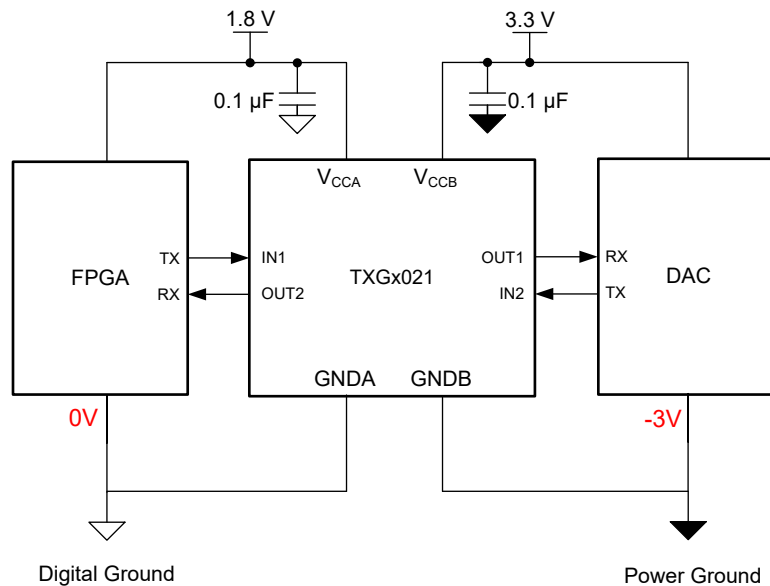 1.8 V
3.3 V
0.1 µF
0.1 µF
VCCA
VCCB
TX
IN1
OUT1
RX
FPGA
TXGx021
DAC
RX
OUT2
IN2
TX
GNDA
GNDB
0V
-3V
Digital Ground
Power Ground